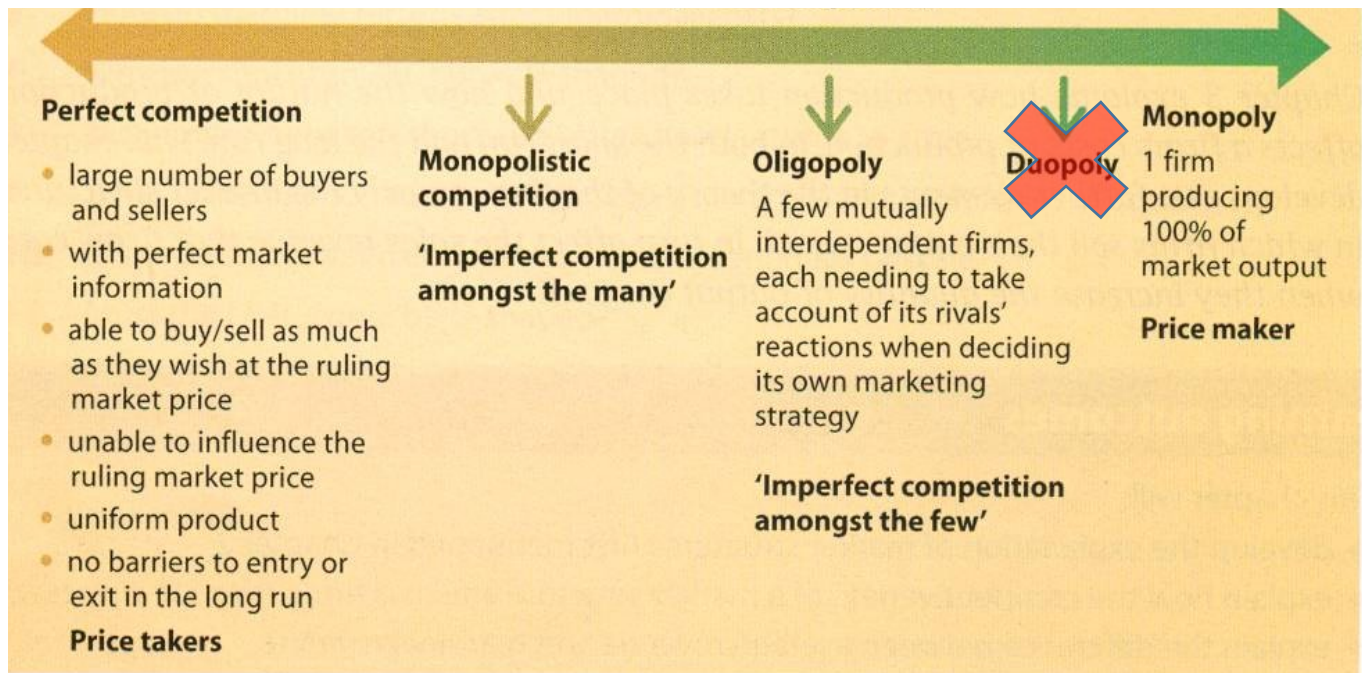 Perfect competition
• large number of buyers
and sellers
• with perfect market
information
• able to buy/sell as much
as they wish at the ruling
market price
• unable to influence the
ruling market price
• uniform product
• no barriers to entry or
exit in the long run
Price takers
Monopolistic
competition
‘Imperfect competition
amongst the many’
Oligopoly
A few mutually
interdependent firms,
each needing to take
account of its rivals’
reactions when deciding
its own marketing
strategy
‘Imperfect competition
amongst the few’
Duopoly
Monopoly
1 firm
producing
100% of
market output
Price maker